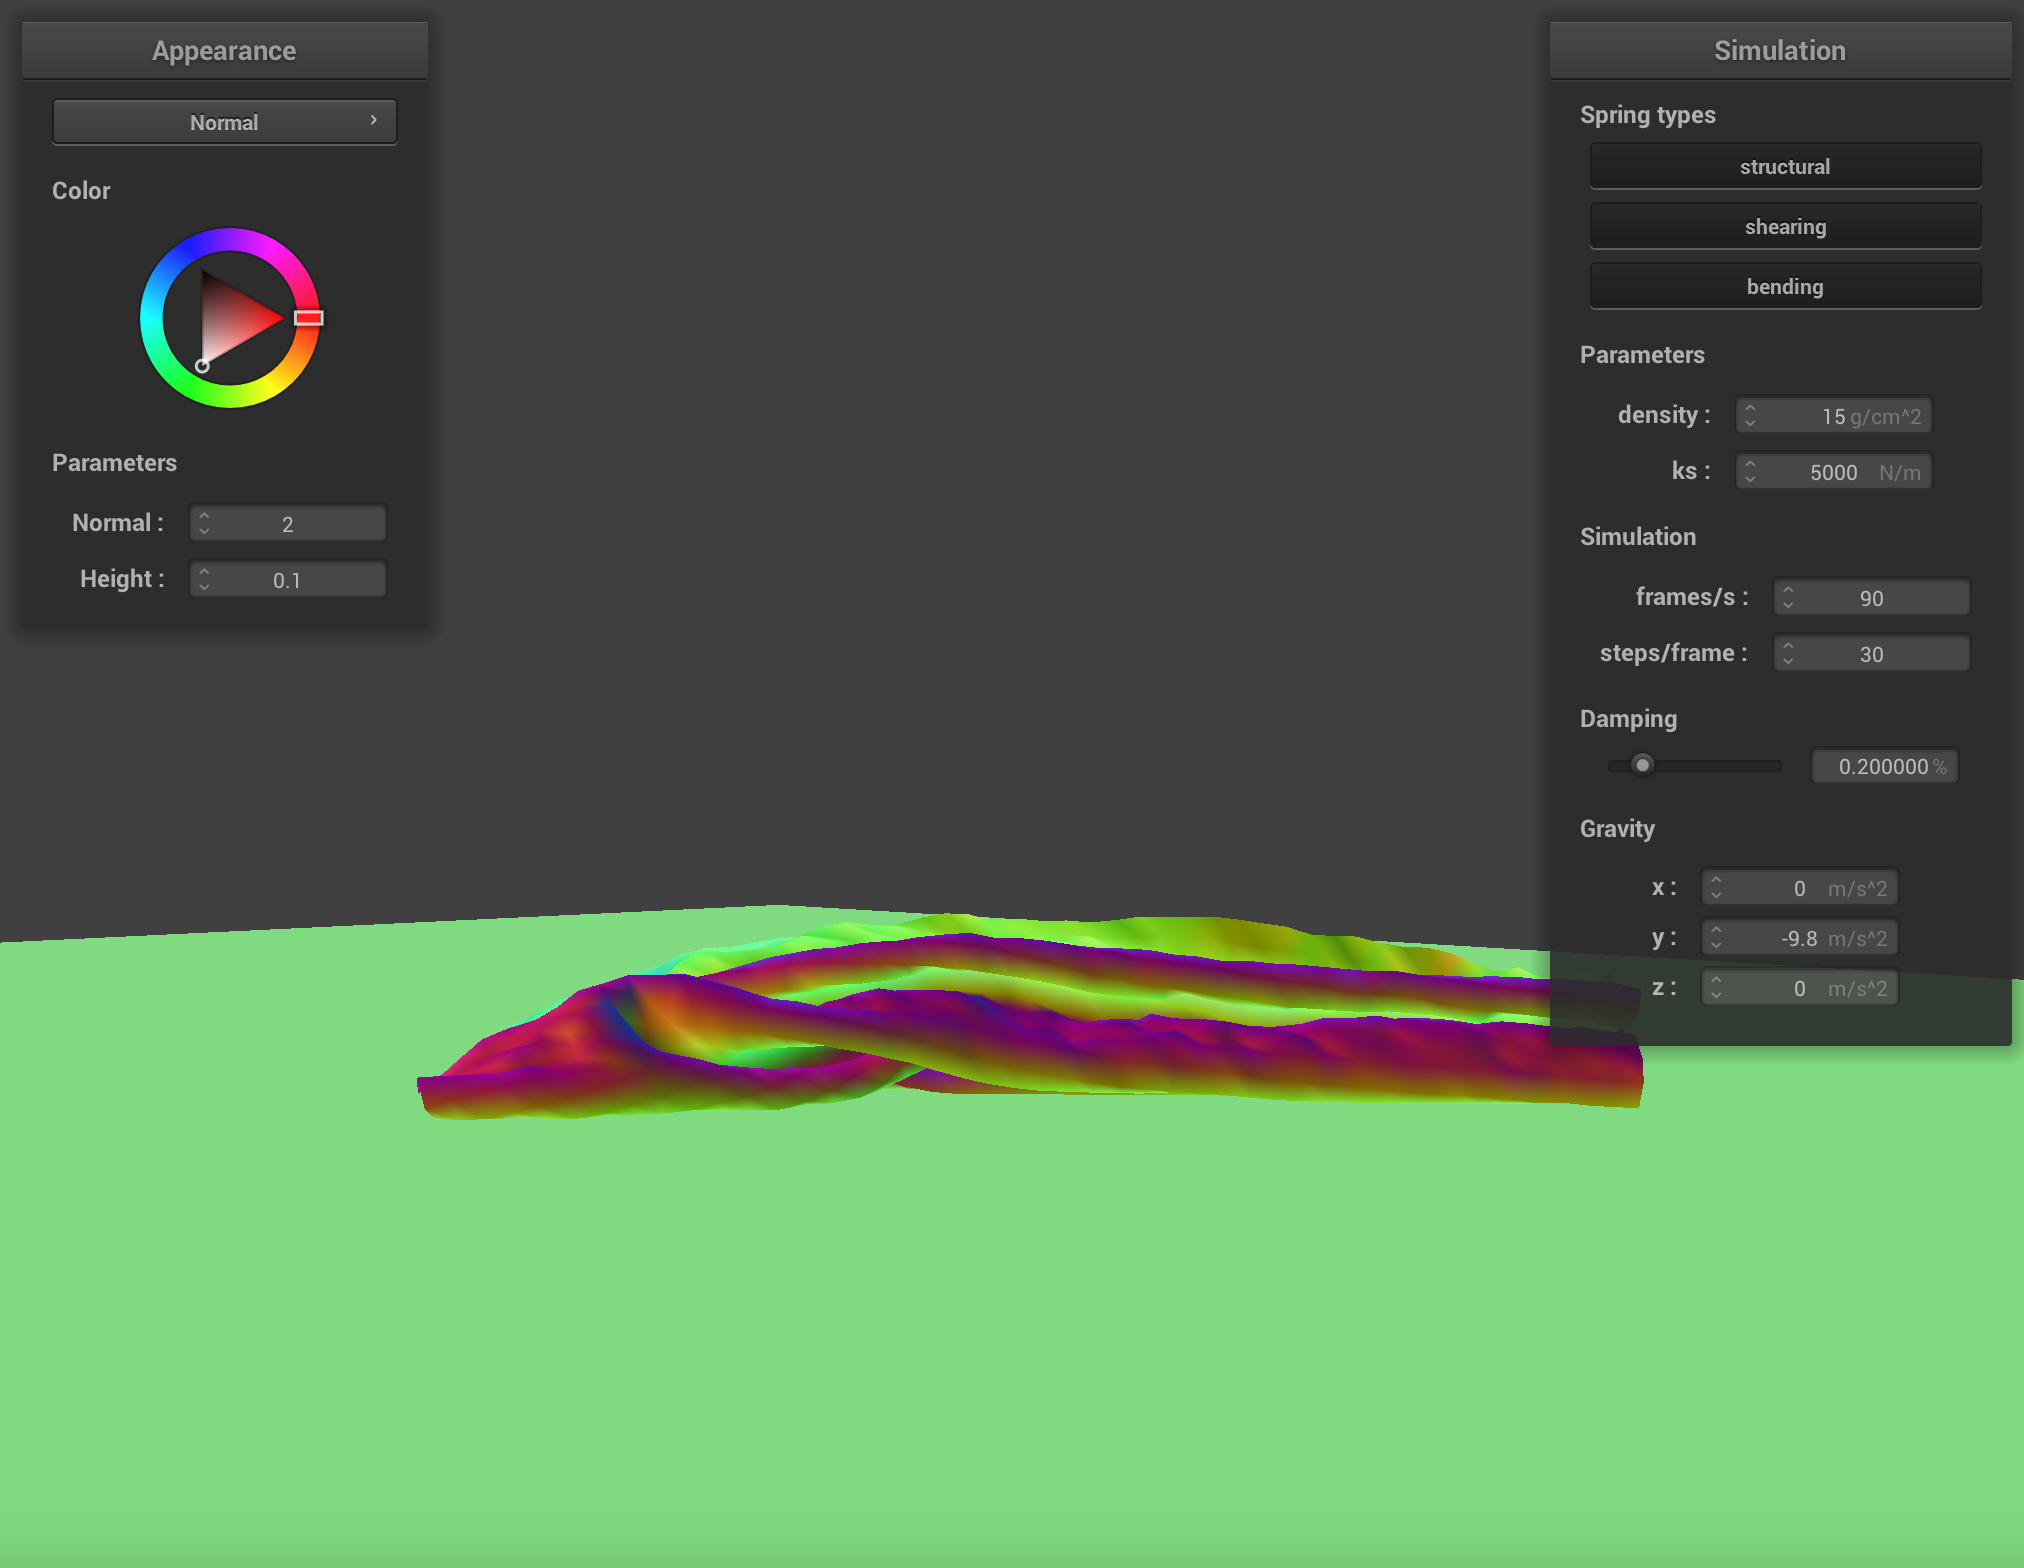 Appearance
Normal
Color
Parameters
Normal : 2
Height : 0.1
Simulation
Spring types
structural
shearing
bending
Parameters
density : 15 g/cm^2
ks : 5000 N/m
Simulation
frames/s : 90
steps/frame : 30
Damping
0.200000 %
Gravity
x : 0 m/s^2
y : -9.8 m/s^2
z : 0 m/s^2